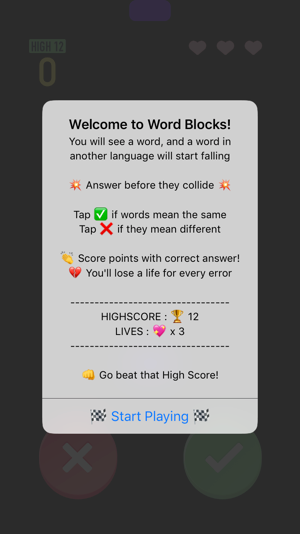 HIGH 12
0
Welcome to Word Blocks!
You will see a word, and a word in
another language will start falling
💥 Answer before they collide 💥
Tap ✅ if words mean the same
Tap ❌ if they mean different
👏 Score points with correct answer!
💔 You'll lose a life for every error
--------------------------------
HIGHSCORE : 🏆 12
LIVES : 💖 x 3
--------------------------------
👊 Go beat that High Score!
🏁 Start Playing 🏁